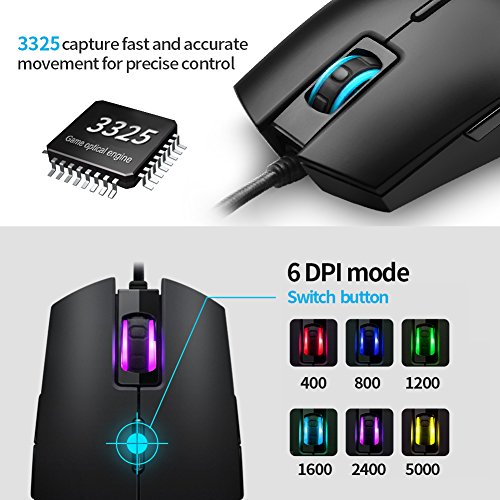 3325 capture fast and accurate
movement for precise control
3325
Game optical engine
6 DPI mode
Switch button
400 800 1200
1600 2400 5000